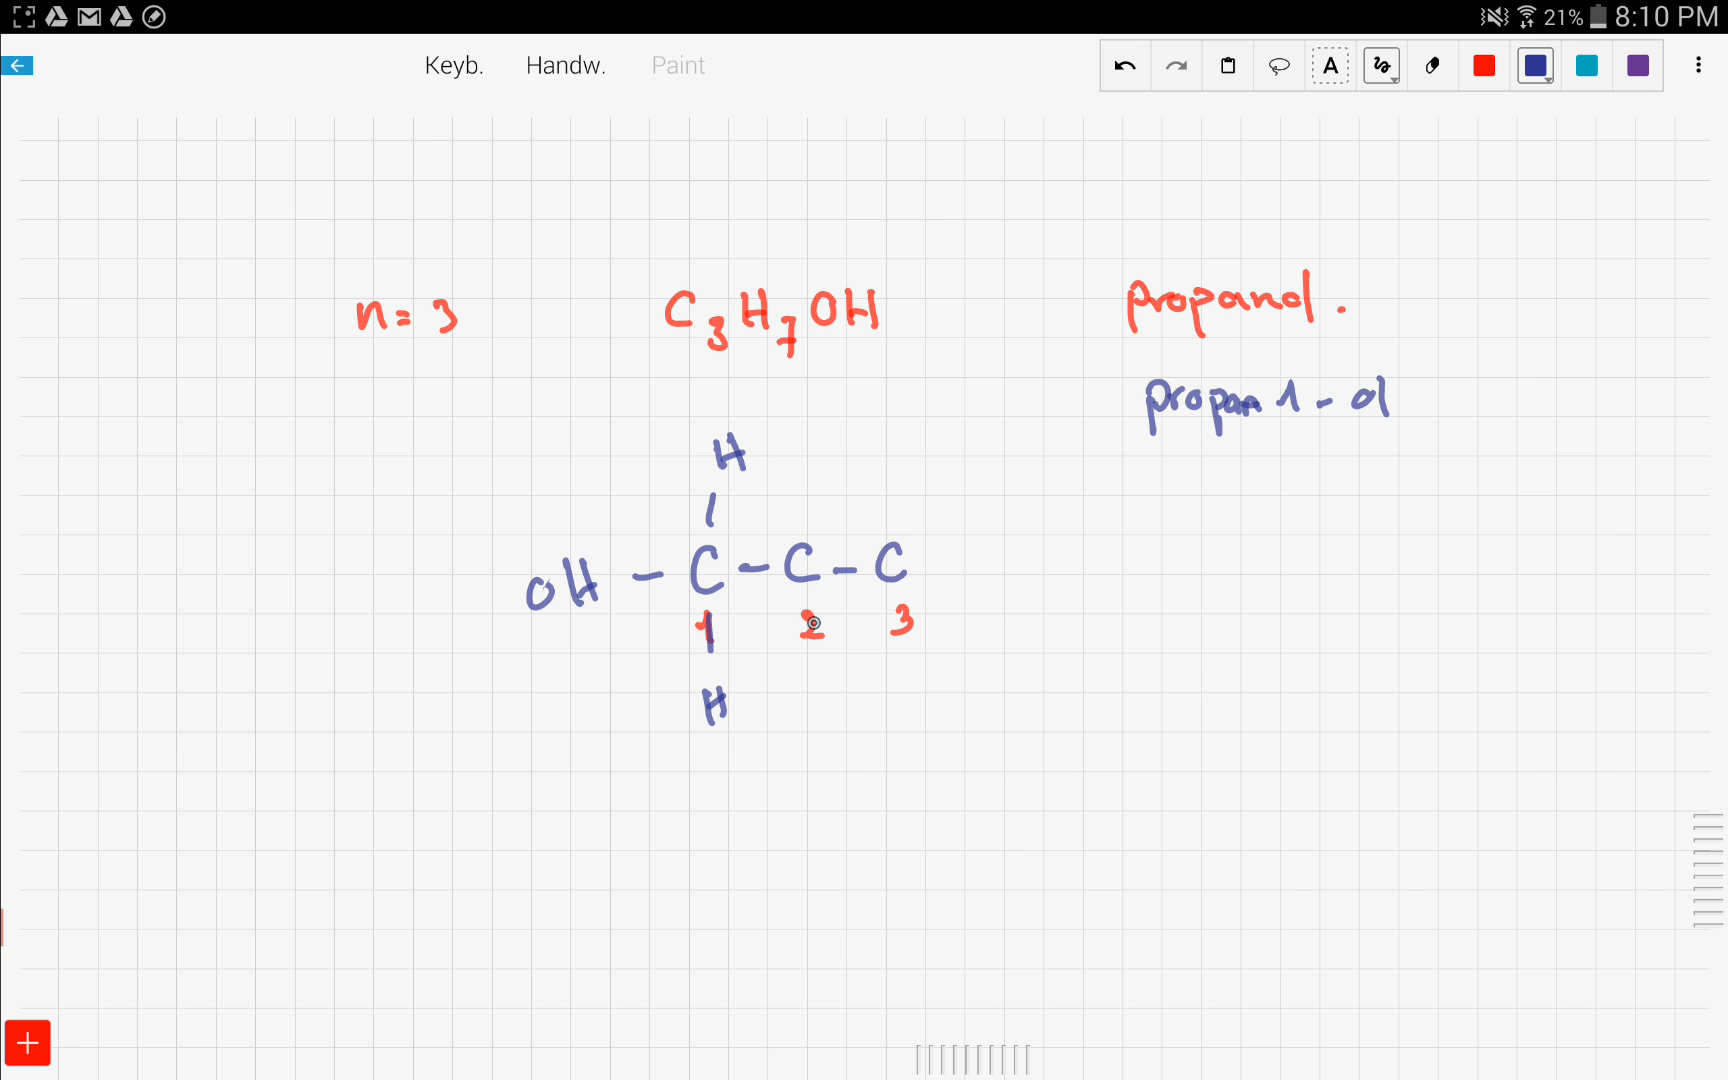 21% 8:10 PM
Keyb. Handw. Paint A
n = 3 C3H7OH propanol.
propan 1 - ol
H
OH - C - C - C
1 2 3
H